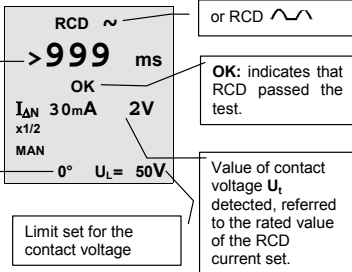 RCD ~
>999 ms
OK
IΔN 30mA 2V
x1/2
MAN
0° UL= 50V
or RCD
OK: indicates that
RCD passed the
test.
Value of contact
voltage Ut
detected, referred
to the rated value
of the RCD
current set.
Limit set for the
contact voltage